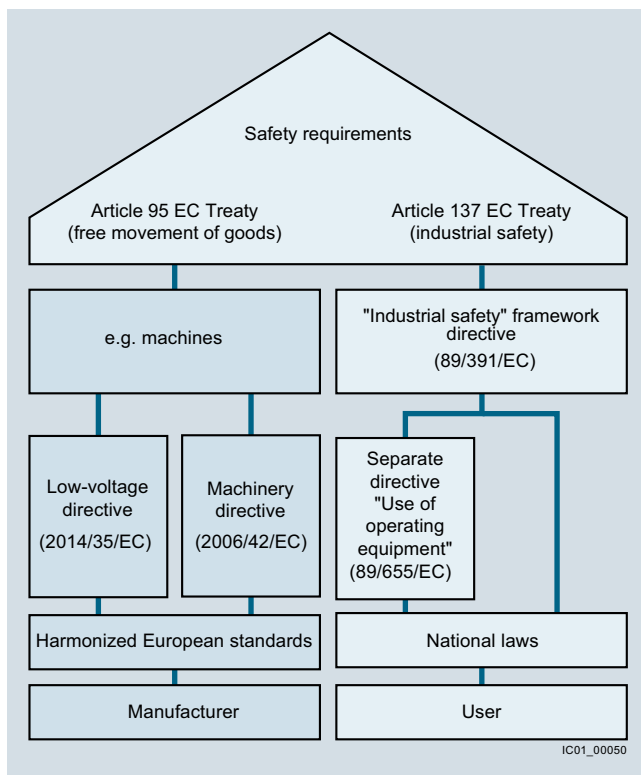 Safety requirements
Article 95 EC Treaty
(free movement of goods)
Article 137 EC Treaty
(industrial safety)
e.g. machines
"Industrial safety" framework
directive
(89/391/EC)
Low-voltage
directive
(2014/35/EC)
Machinery
directive
(2006/42/EC)
Separate
directive
"Use of
operating
equipment"
(89/655/EC)
Harmonized European standards
National laws
Manufacturer
User
IC01_00050